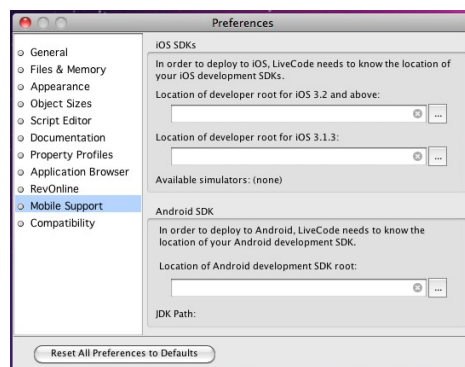 Preferences
General
Files & Memory
Appearance
Object Sizes
Script Editor
Documentation
Property Profiles
Application Browser
RevOnline
Mobile Support
Compatibility
iOS SDKs
In order to deploy to iOS, LiveCode needs to know the location of
your iOS development SDKs.
Location of developer root for iOS 3.2 and above:
...
Location of developer root for iOS 3.1.3:
...
Available simulators: (none)
Android SDK
In order to deploy to Android, LiveCode needs to know the
location of your Android development SDK.
Location of Android development SDK root:
...
JDK Path:
Reset All Preferences to Defaults